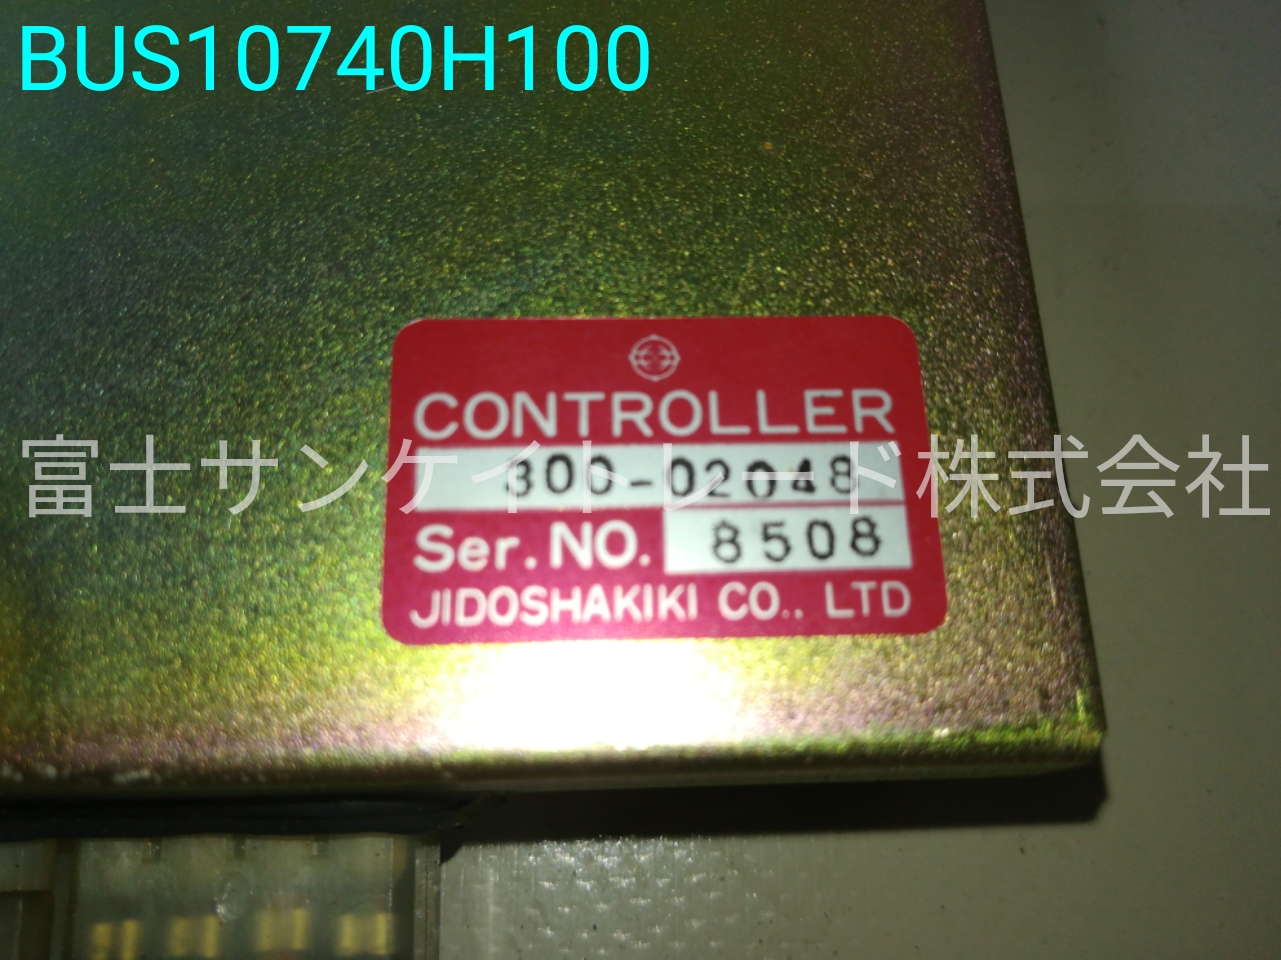 BUS10740H100
CONTROLLER
富士サンケイトレード株式会社
300-02048
Ser.NO. 8508
JIDOSHAKIKI CO., LTD